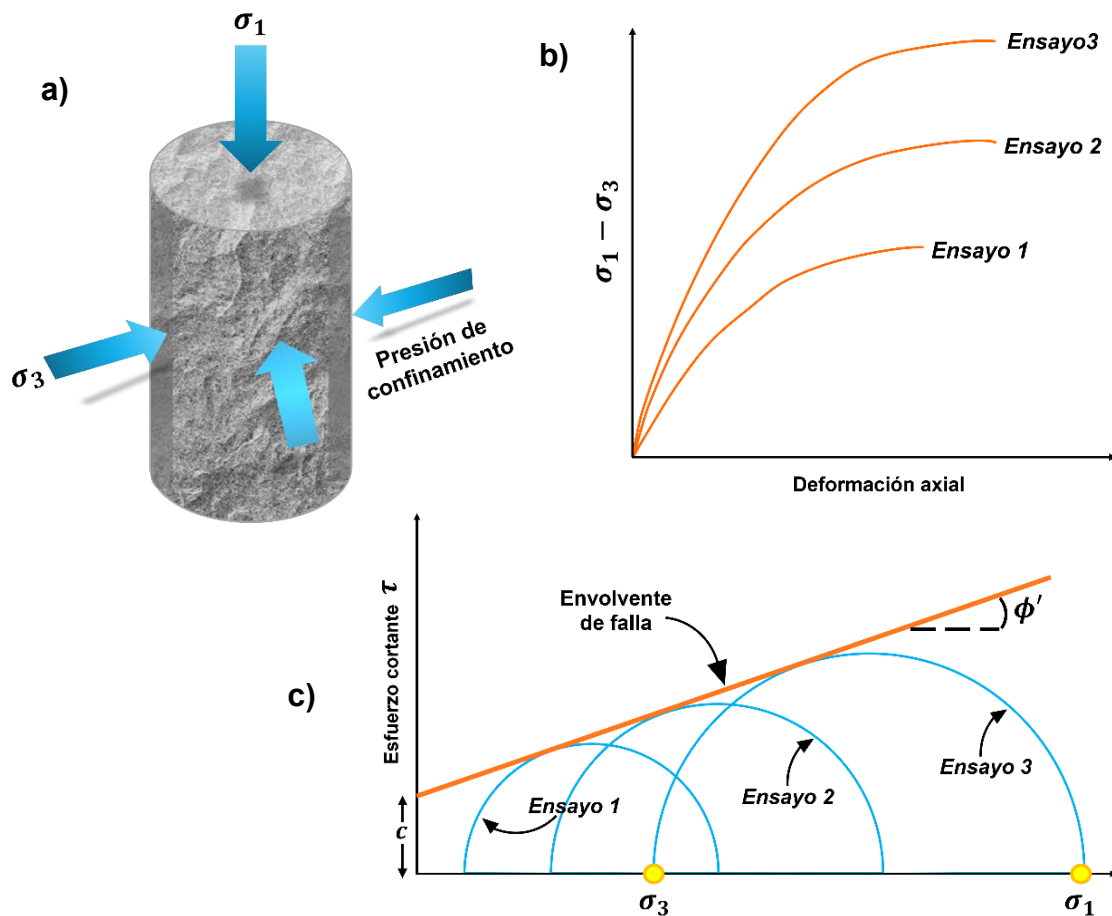 a)
σ₁
σ₃
Presión de
confinamiento
b)
σ₁ − σ₃
Ensayo3
Ensayo 2
Ensayo 1
Deformación axial
c)
Esfuerzo cortante τ
Envolvente
de falla
ϕ′
Ensayo 1
Ensayo 2
Ensayo 3
c
σ₃
σ₁